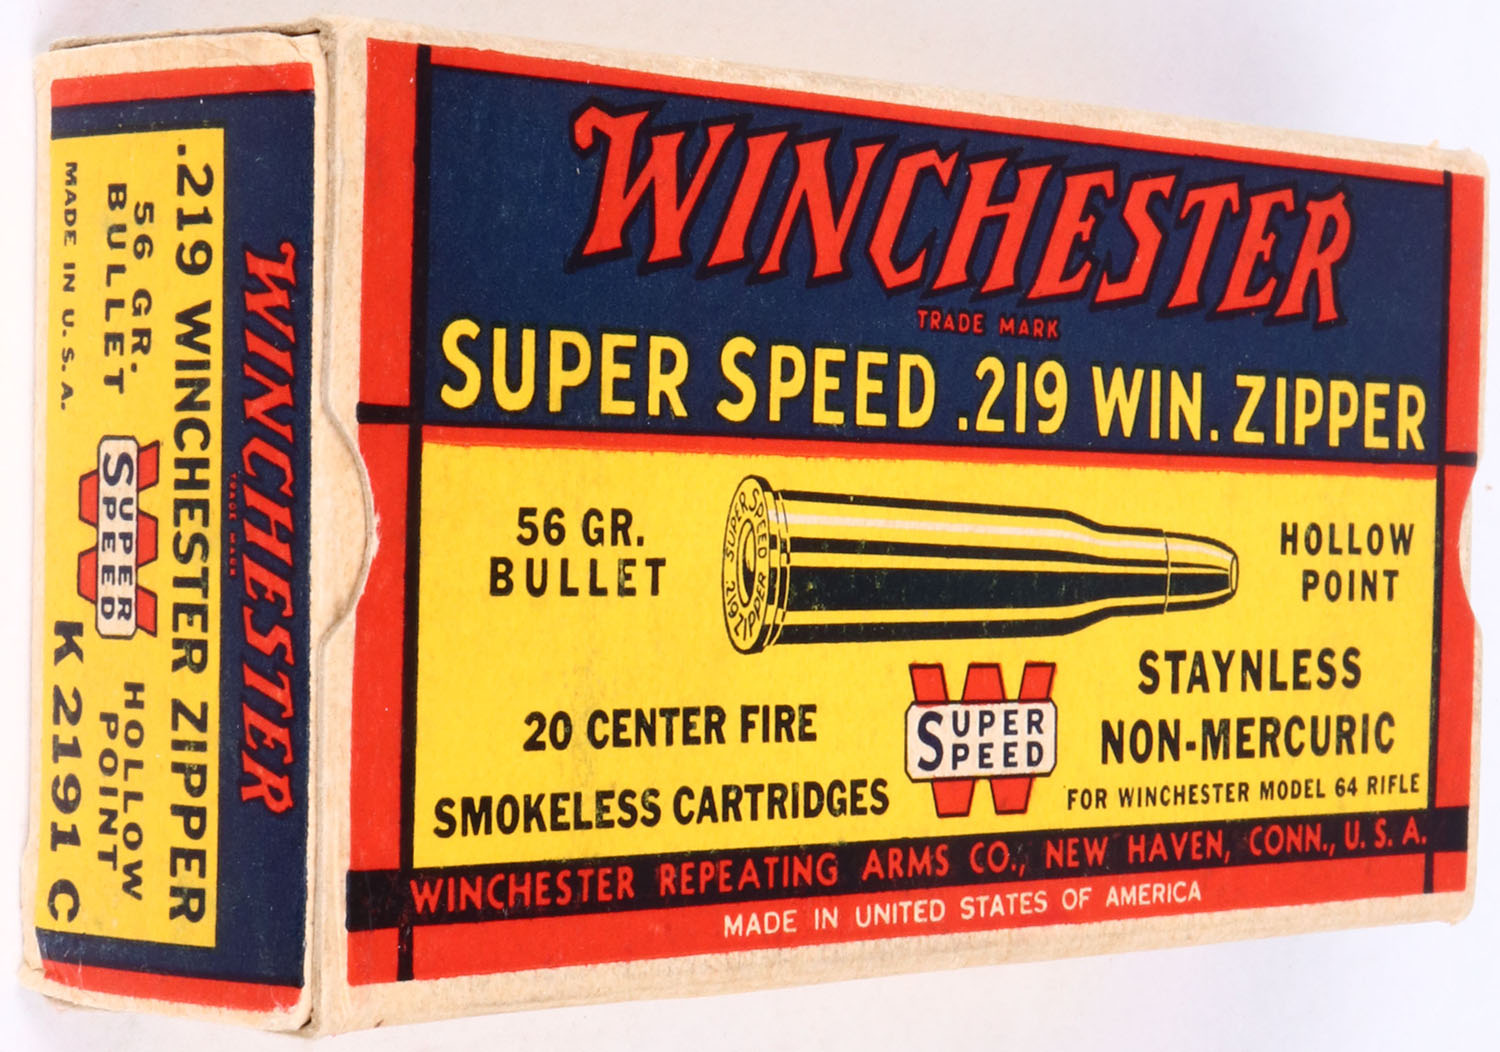 WINCHESTER
TRADE MARK
SUPER SPEED .219 WIN. ZIPPER
56 GR.
BULLET
SUPER SPEED
219 ZIPPER
HOLLOW
POINT
STAYNLESS
NON-MERCURIC
FOR WINCHESTER MODEL 64 RIFLE
20 CENTER FIRE
SMOKELESS CARTRIDGES
W
SUPER
SPEED
WINCHESTER REPEATING ARMS CO., NEW HAVEN, CONN., U.S.A.
MADE IN UNITED STATES OF AMERICA
WINCHESTER
TRADE MARK
.219 WINCHESTER ZIPPER
56 GR.
BULLET
W
SUPER
SPEED
HOLLOW
POINT
MADE IN U.S.A.
K 2191 C